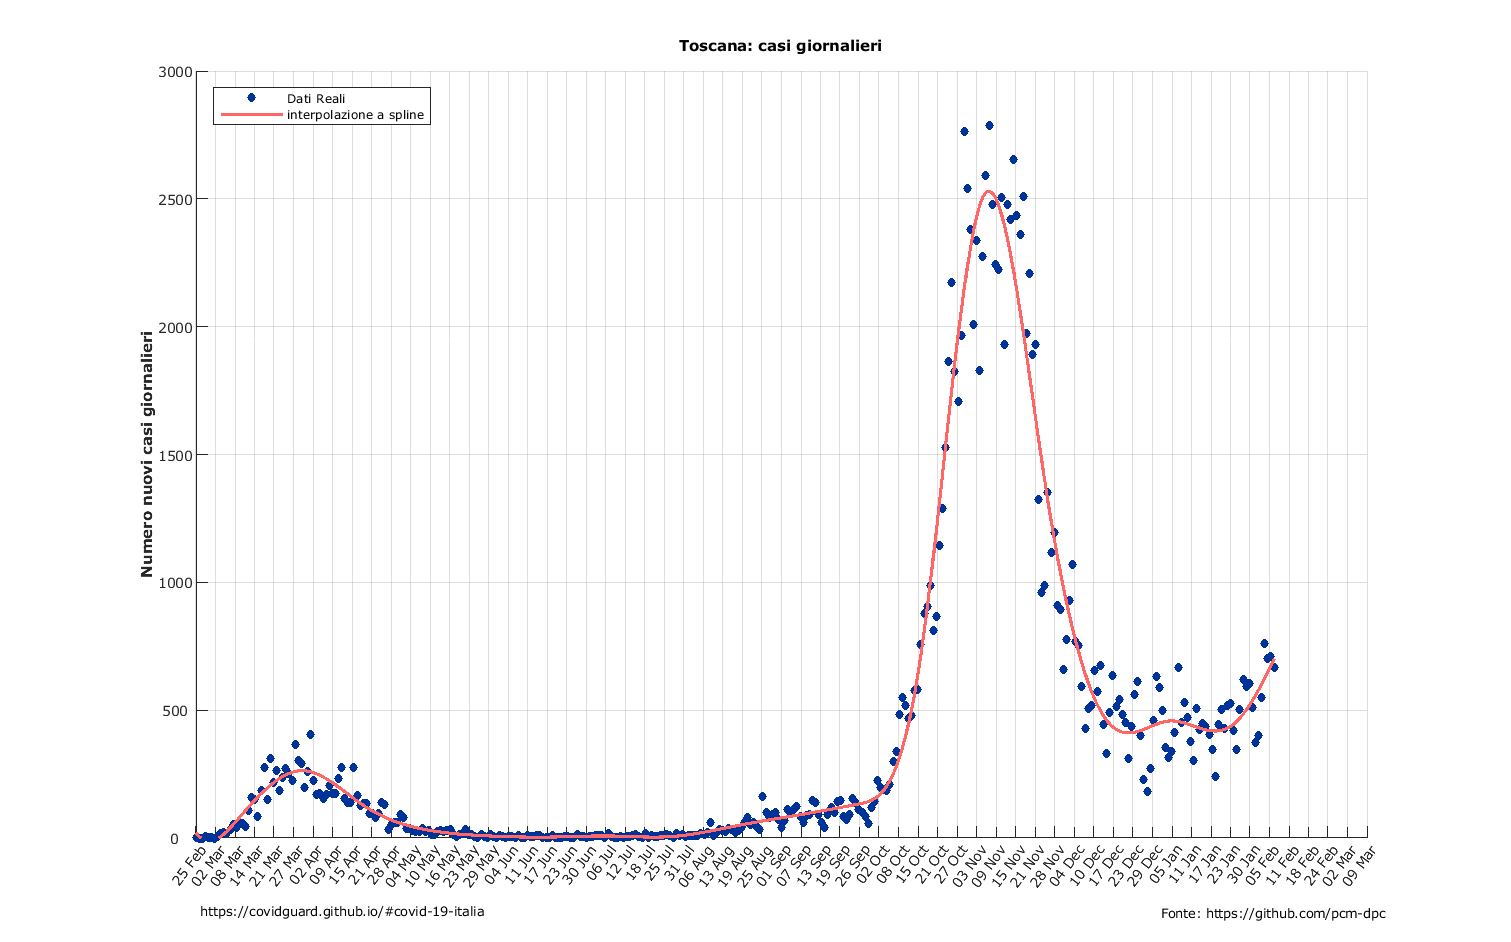 Toscana: casi giornalieri
3000
2500
2000
1500
1000
500
0
Numero nuovi casi giornalieri
Dati Reali
interpolazione a spline
25 Feb
02 Mar
08 Mar
14 Mar
21 Mar
27 Mar
02 Apr
09 Apr
15 Apr
21 Apr
28 Apr
04 May
10 May
16 May
23 May
29 May
04 Jun
11 Jun
17 Jun
23 Jun
30 Jun
06 Jul
12 Jul
18 Jul
25 Jul
31 Jul
06 Aug
13 Aug
19 Aug
25 Aug
01 Sep
07 Sep
13 Sep
19 Sep
26 Sep
02 Oct
08 Oct
15 Oct
21 Oct
27 Oct
03 Nov
09 Nov
15 Nov
21 Nov
28 Nov
04 Dec
10 Dec
17 Dec
23 Dec
29 Dec
05 Jan
11 Jan
17 Jan
23 Jan
30 Jan
05 Feb
11 Feb
18 Feb
24 Feb
02 Mar
09 Mar
https://covidguard.github.io/#covid-19-italia
Fonte: https://github.com/pcm-dpc